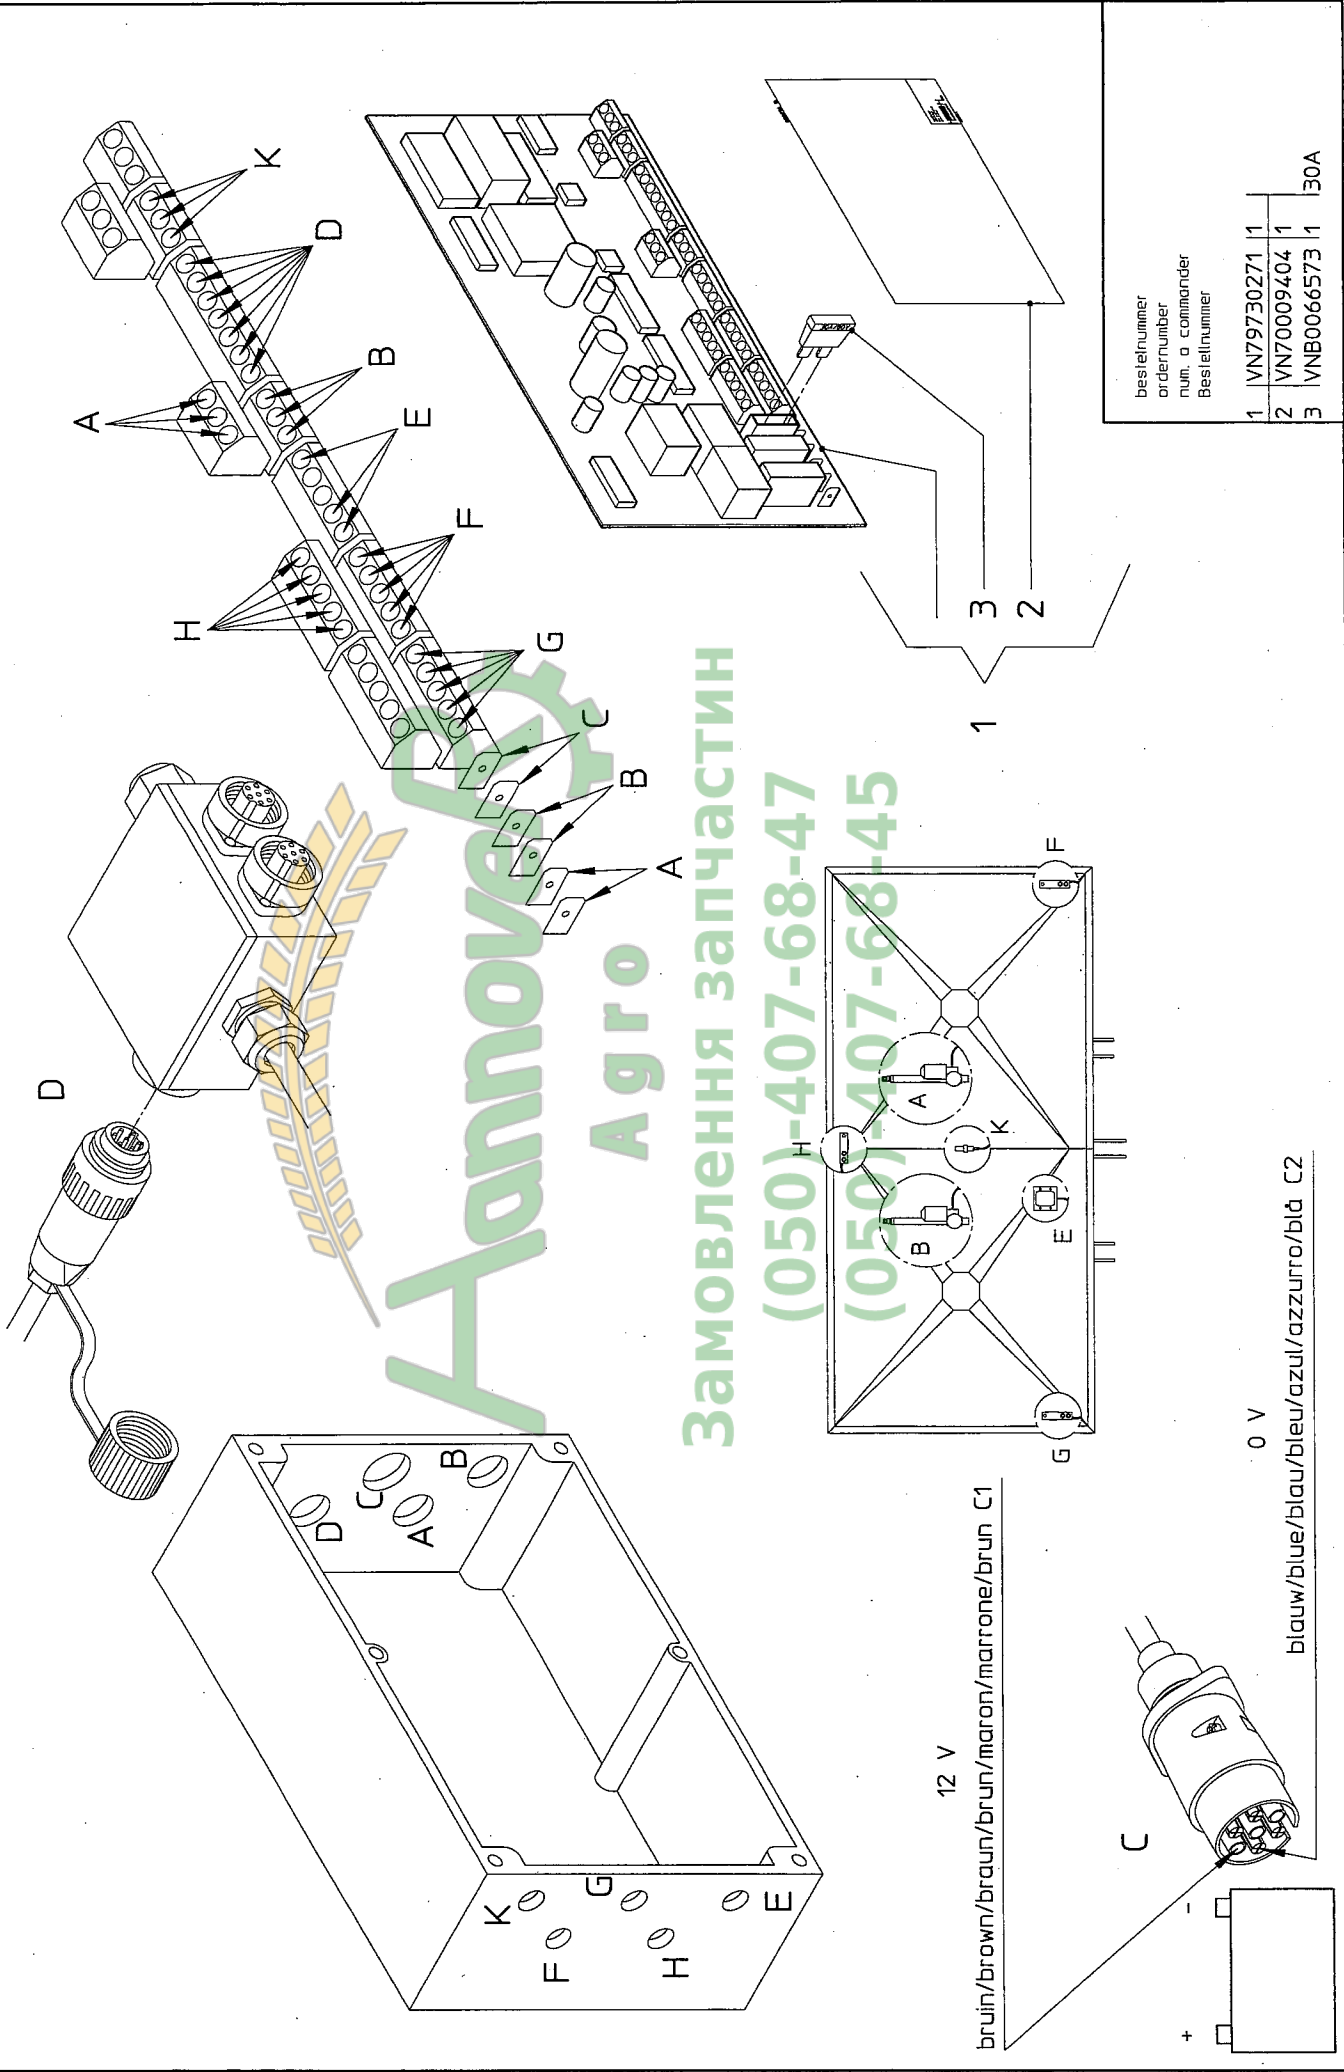 D
A
K
D
B
E
F
H
G
C
B
A
D
C
A
B
K
F
G
H
E
3
2
1
bestelnummer
ordernumber
num. a commander
Bestellnummer
1 VN79730271 1
2 VN70009404 1
3 VNB0066573 1 30A
H
F
A
K
B
E
G
12 V
bruin/brown/braun/brun/maron/marrone/brun C1
0 V
blauw/blue/blau/bleu/azul/azzurro/blå C2
C
+ -
AannoveR
Agro
Замовлення запчастин
(050)-407-68-47
(050)-407-68-45